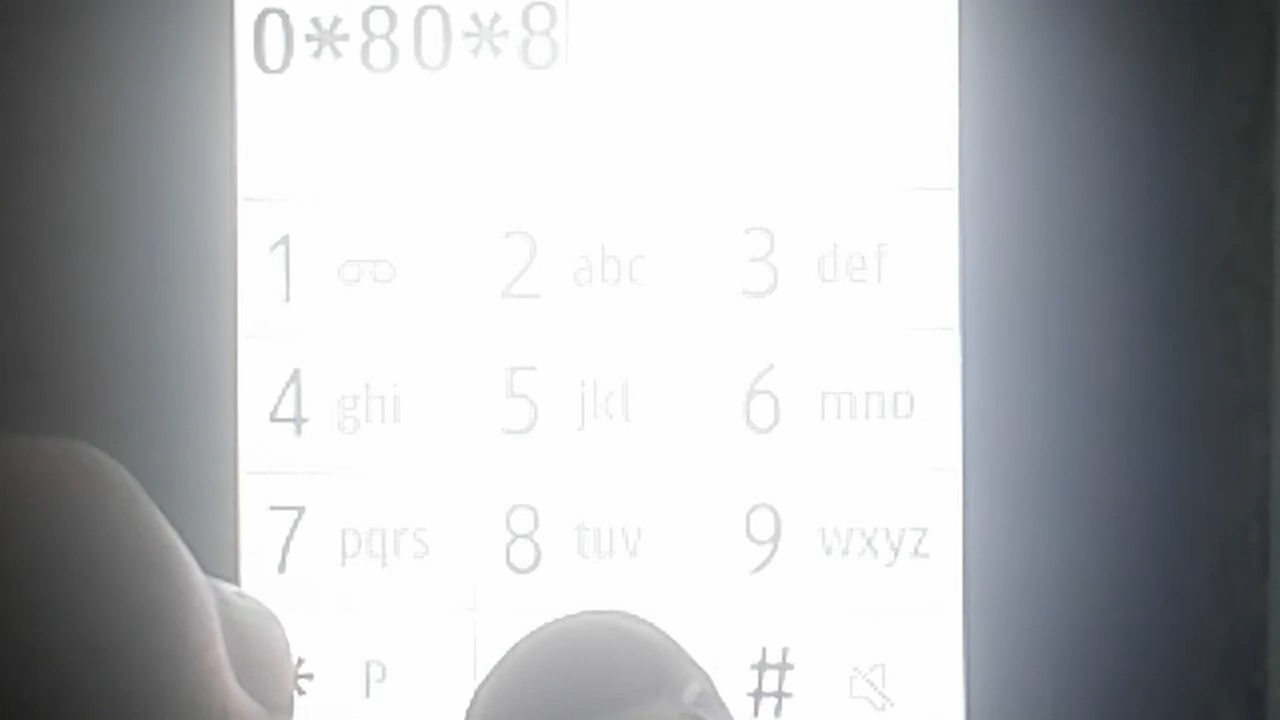 0*80*8
1 2 abc 3 def
4 ghi 5 jkl 6 mno
7 pqrs 8 tuv 9 wxyz
* P #